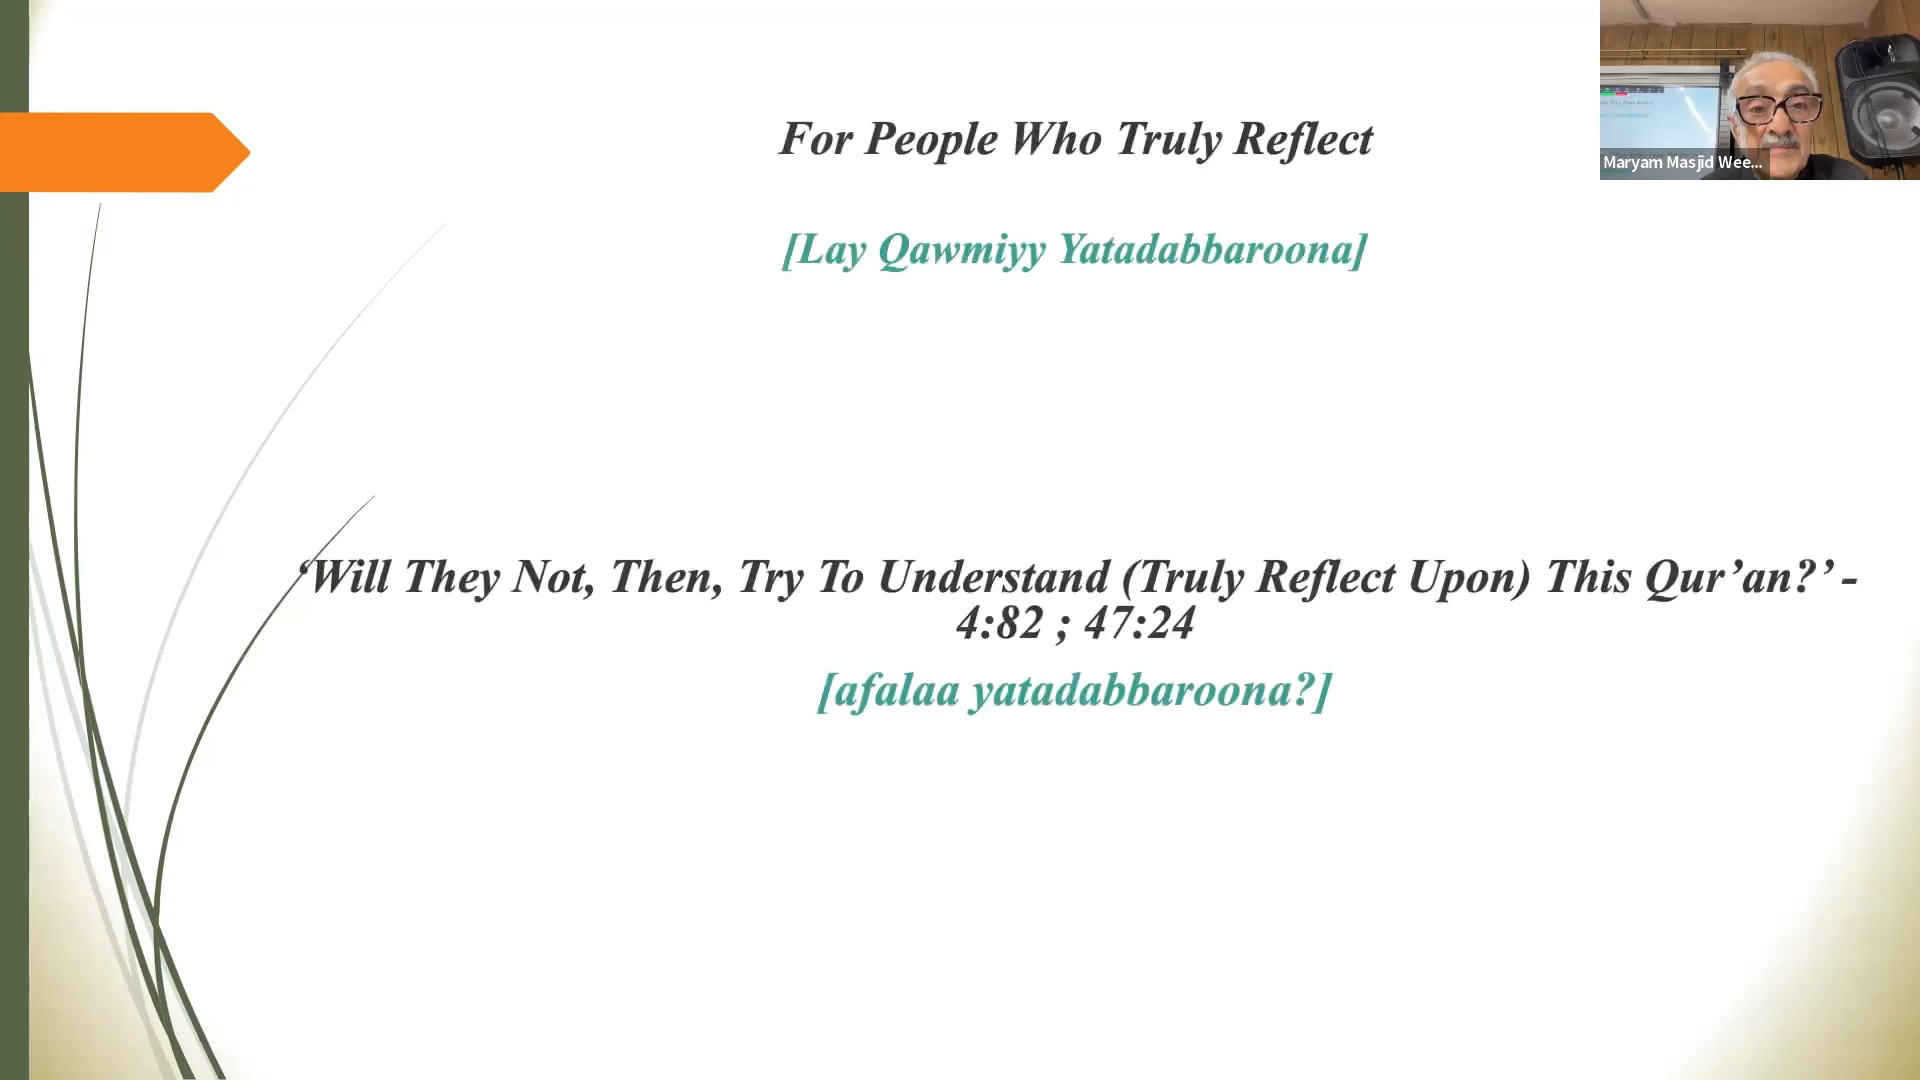 For People Who Truly Reflect
Maryam Masjid Wee...
[Lay Qawmiyy Yatadabbaroona]
‘Will They Not, Then, Try To Understand (Truly Reflect Upon) This Qur’an?’ -
4:82 ; 47:24
[afalaa yatadabbaroona?]